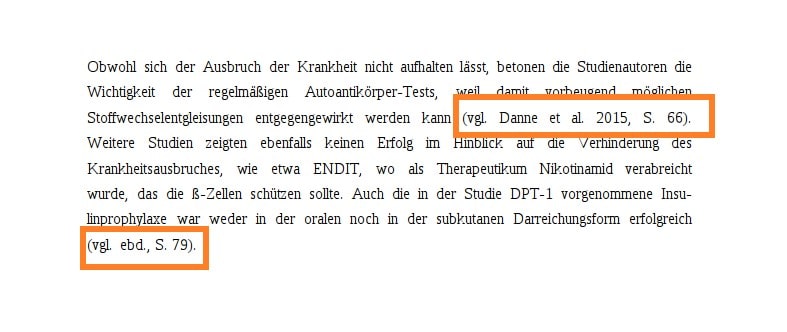 Obwohl sich der Ausbruch der Krankheit nicht aufhalten lässt, betonen die Studienautoren die
Wichtigkeit der regelmäßigen Autoantikörper-Tests, weil damit vorbeugend möglichen
Stoffwechselentgleisungen entgegengewirkt werden kann (vgl. Danne et al. 2015, S. 66).
Weitere Studien zeigten ebenfalls keinen Erfolg im Hinblick auf die Verhinderung des
Krankheitsausbruches, wie etwa ENDIT, wo als Therapeutikum Nikotinamid verabreicht
wurde, das die ß-Zellen schützen sollte. Auch die in der Studie DPT-1 vorgenommene Insu-
linprophylaxe war weder in der oralen noch in der subkutanen Darreichungsform erfolgreich
(vgl. ebd., S. 79).